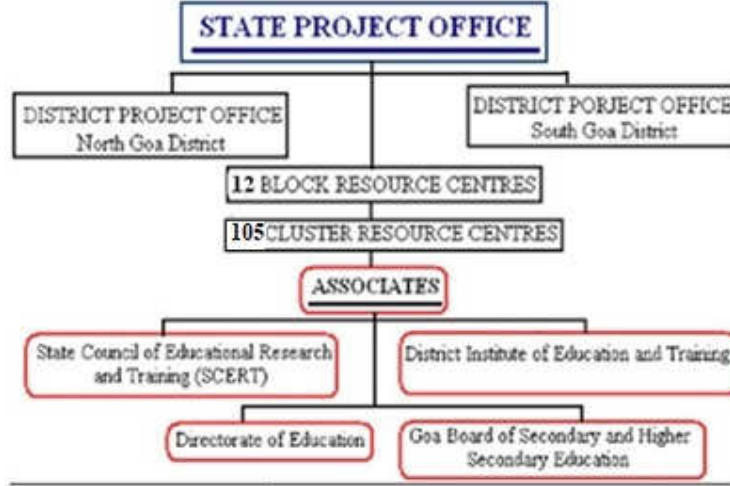 STATE PROJECT OFFICE
DISTRICT PROJECT OFFICE
North Goa District
DISTRICT PORJECT OFFICE
South Goa District
12 BLOCK RESOURCE CENTRES
105 CLUSTER RESOURCE CENTRES
ASSOCIATES
State Council of Educational Research
and Training (SCERT)
District Institute of Education and Training
Directorate of Education
Goa Board of Secondary and Higher
Secondary Education